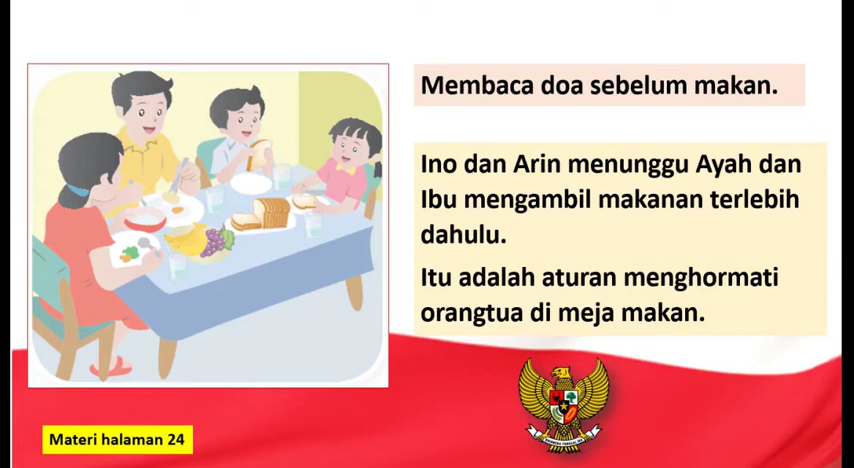 Membaca doa sebelum makan.
Ino dan Arin menunggu Ayah dan
Ibu mengambil makanan terlebih
dahulu.
Itu adalah aturan menghormati
orangtua di meja makan.
Materi halaman 24